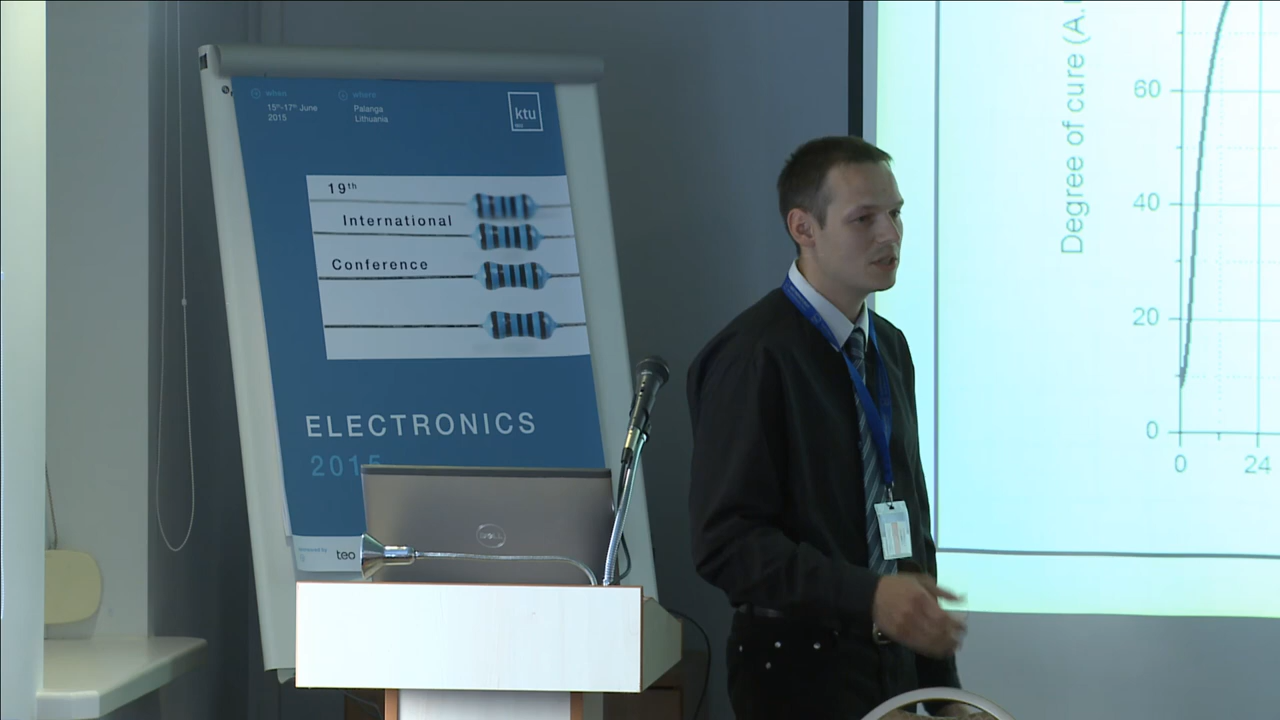 when
15th-17th June
2015
where
Palanga
Lithuania
ktu
19th
International
Conference
ELECTRONICS
2015
teo
DELL
Degree of cure (A.
60
40
20
0
0
24